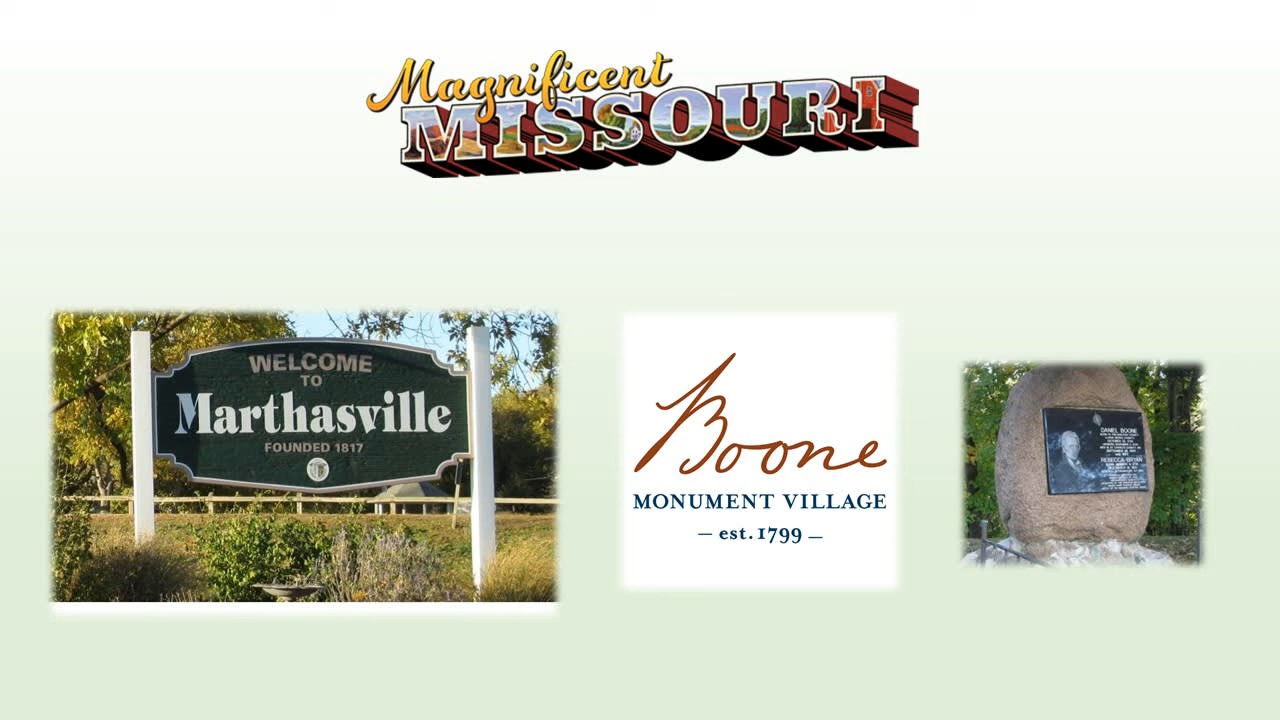 Magnificent
MISSOURI
WELCOME
TO
Marthasville
FOUNDED 1817
Boone
MONUMENT VILLAGE
– est. 1799 –
DANIEL BOONE
REBECCA BRYAN